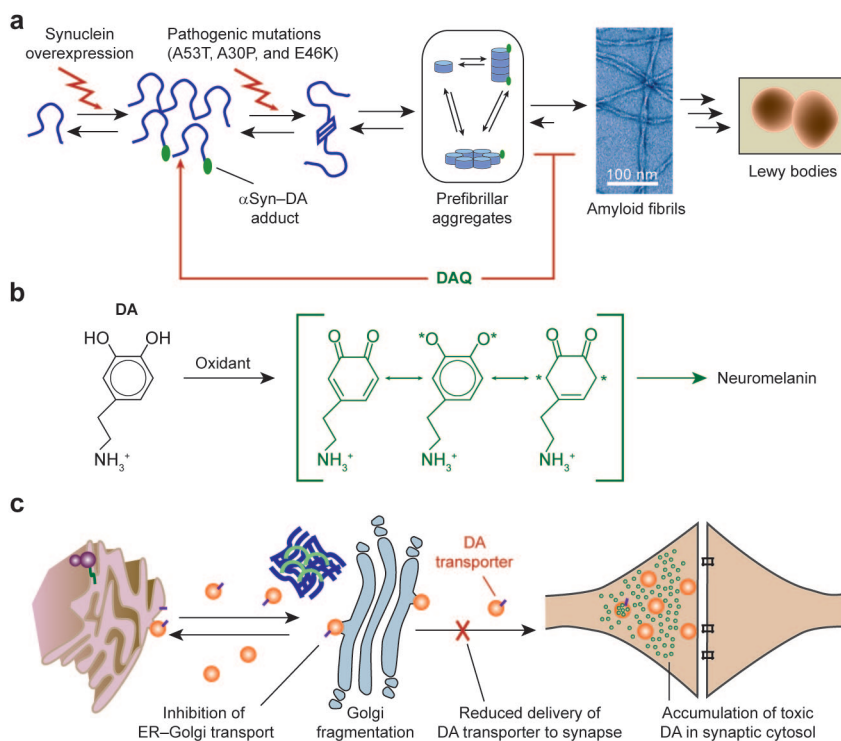 a
Synuclein
overexpression
Pathogenic mutations
(A53T, A30P, and E46K)
αSyn–DA
adduct
Prefibrillar
aggregates
100 nm
Amyloid fibrils
Lewy bodies
DAQ
b
DA
HO
OH
NH₃⁺
Oxidant
O
O
NH₃⁺
*O
O*
NH₃⁺
O
O
*
*
NH₃⁺
Neuromelanin
c
DA
transporter
Inhibition of
ER–Golgi transport
Golgi
fragmentation
Reduced delivery of
DA transporter to synapse
Accumulation of toxic
DA in synaptic cytosol